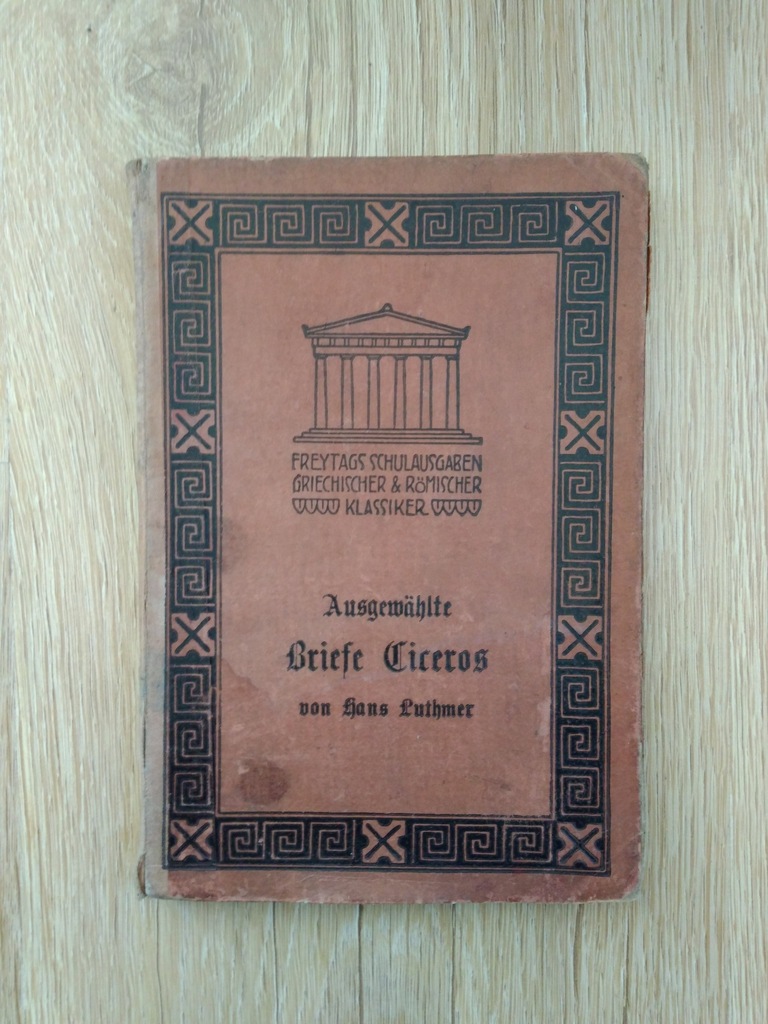 FREYTAGS SCHULAUSGABEN
GRIECHISCHER & RÖMISCHER
KLASSIKER
Ausgewählte
Briefe Ciceros
von Hans Luthmer